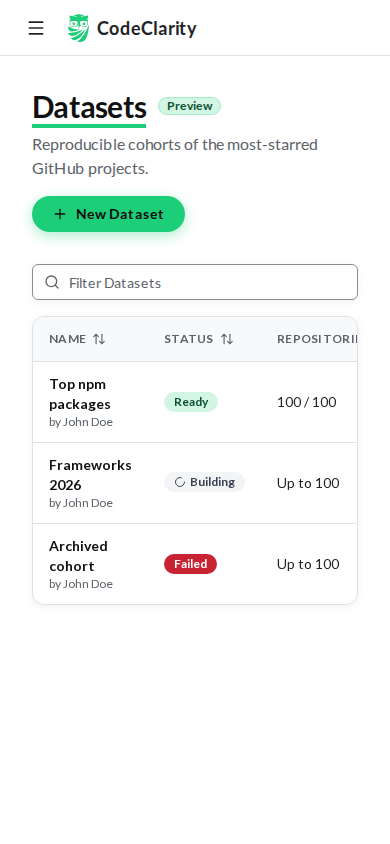 CodeClarity
Datasets
Preview
Reproducible cohorts of the most-starred
GitHub projects.
New Dataset
Filter Datasets
NAME STATUS REPOSITORI
Top npm
packages
by John Doe
Ready
100 / 100
Frameworks
2026
by John Doe
Building
Up to 100
Archived
cohort
by John Doe
Failed
Up to 100